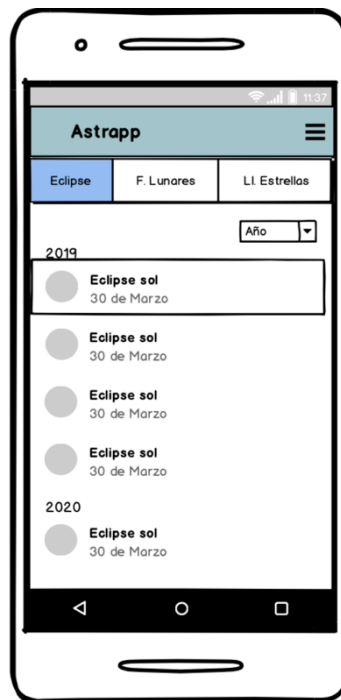 11:37
Astrapp
Eclipse F. Lunares Ll. Estrellas
Año
2019
Eclipse sol
30 de Marzo
Eclipse sol
30 de Marzo
Eclipse sol
30 de Marzo
Eclipse sol
30 de Marzo
2020
Eclipse sol
30 de Marzo